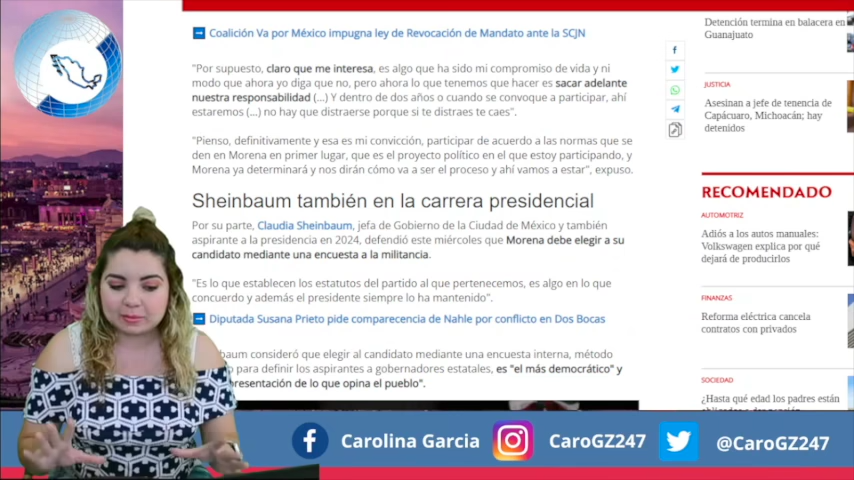 Coalición Va por México impugna ley de Revocación de Mandato ante la SCJN
"Por supuesto, claro que me interesa, es algo que ha sido mi compromiso de vida y ni
modo que ahora yo diga que no, pero ahora lo que tenemos que hacer es sacar adelante
nuestra responsabilidad (...) Y dentro de dos años o cuando se convoque a participar, ahí
estaremos (...) no hay que distraerse porque si te distraes te caes".
"Pienso, definitivamente y esa es mi convicción, participar de acuerdo a las normas que se
den en Morena en primer lugar, que es el proyecto político en el que estoy participando, y
Morena ya determinará y nos dirán cómo va a ser el proceso y ahí vamos a estar", expuso.
Sheinbaum también en la carrera presidencial
Por su parte, Claudia Sheinbaum, jefa de Gobierno de la Ciudad de México y también
aspirante a la presidencia en 2024, defendió este miércoles que Morena debe elegir a su
candidato mediante una encuesta a la militancia.
"Es lo que establecen los estatutos del partido al que pertenecemos, es algo en lo que
concuerdo y además el presidente siempre lo ha mantenido".
Diputada Susana Prieto pide comparecencia de Nahle por conflicto en Dos Bocas
baum consideró que elegir al candidato mediante una encuesta interna, método
para definir los aspirantes a gobernadores estatales, es "el más democrático" y
presentación de lo que opina el pueblo".
Detención termina en balacera en
Guanajuato
JUSTICIA
Asesinan a jefe de tenencia de
Capácuaro, Michoacán; hay
detenidos
RECOMENDADO
AUTOMOTRIZ
Adiós a los autos manuales:
Volkswagen explica por qué
dejará de producirlos
FINANZAS
Reforma eléctrica cancela
contratos con privados
SOCIEDAD
¿Hasta qué edad los padres están
Carolina Garcia
CaroGZ247
@CaroGZ247